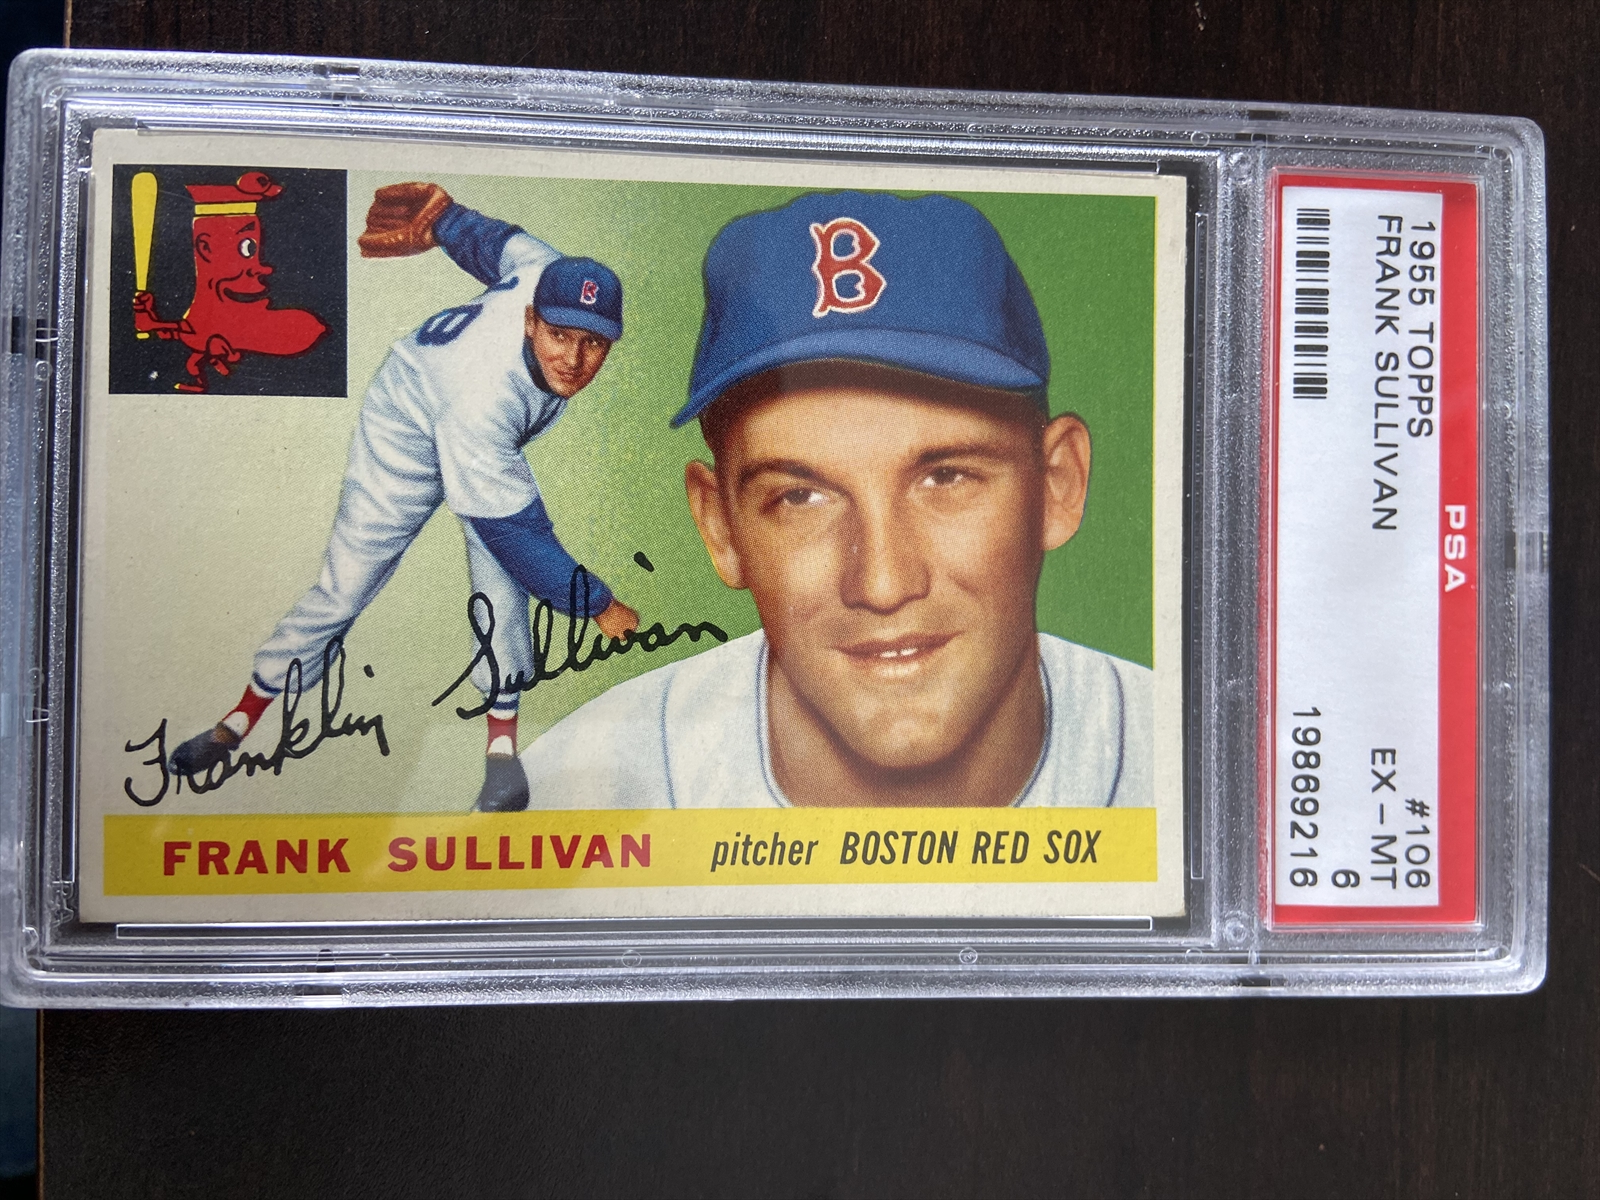 Franklin Sullivan
FRANK SULLIVAN pitcher BOSTON RED SOX
B
B
PSA
1955 TOPPS #106
FRANK SULLIVAN EX-MT
6
19869216